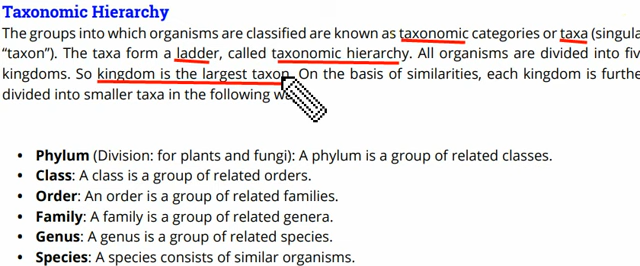 Taxonomic Hierarchy
The groups into which organisms are classified are known as taxonomic categories or taxa (singula
“taxon”). The taxa form a ladder, called taxonomic hierarchy. All organisms are divided into fiv
kingdoms. So kingdom is the largest taxon. On the basis of similarities, each kingdom is furthe
divided into smaller taxa in the following
• Phylum (Division: for plants and fungi): A phylum is a group of related classes.
• Class: A class is a group of related orders.
• Order: An order is a group of related families.
• Family: A family is a group of related genera.
• Genus: A genus is a group of related species.
• Species: A species consists of similar organisms.